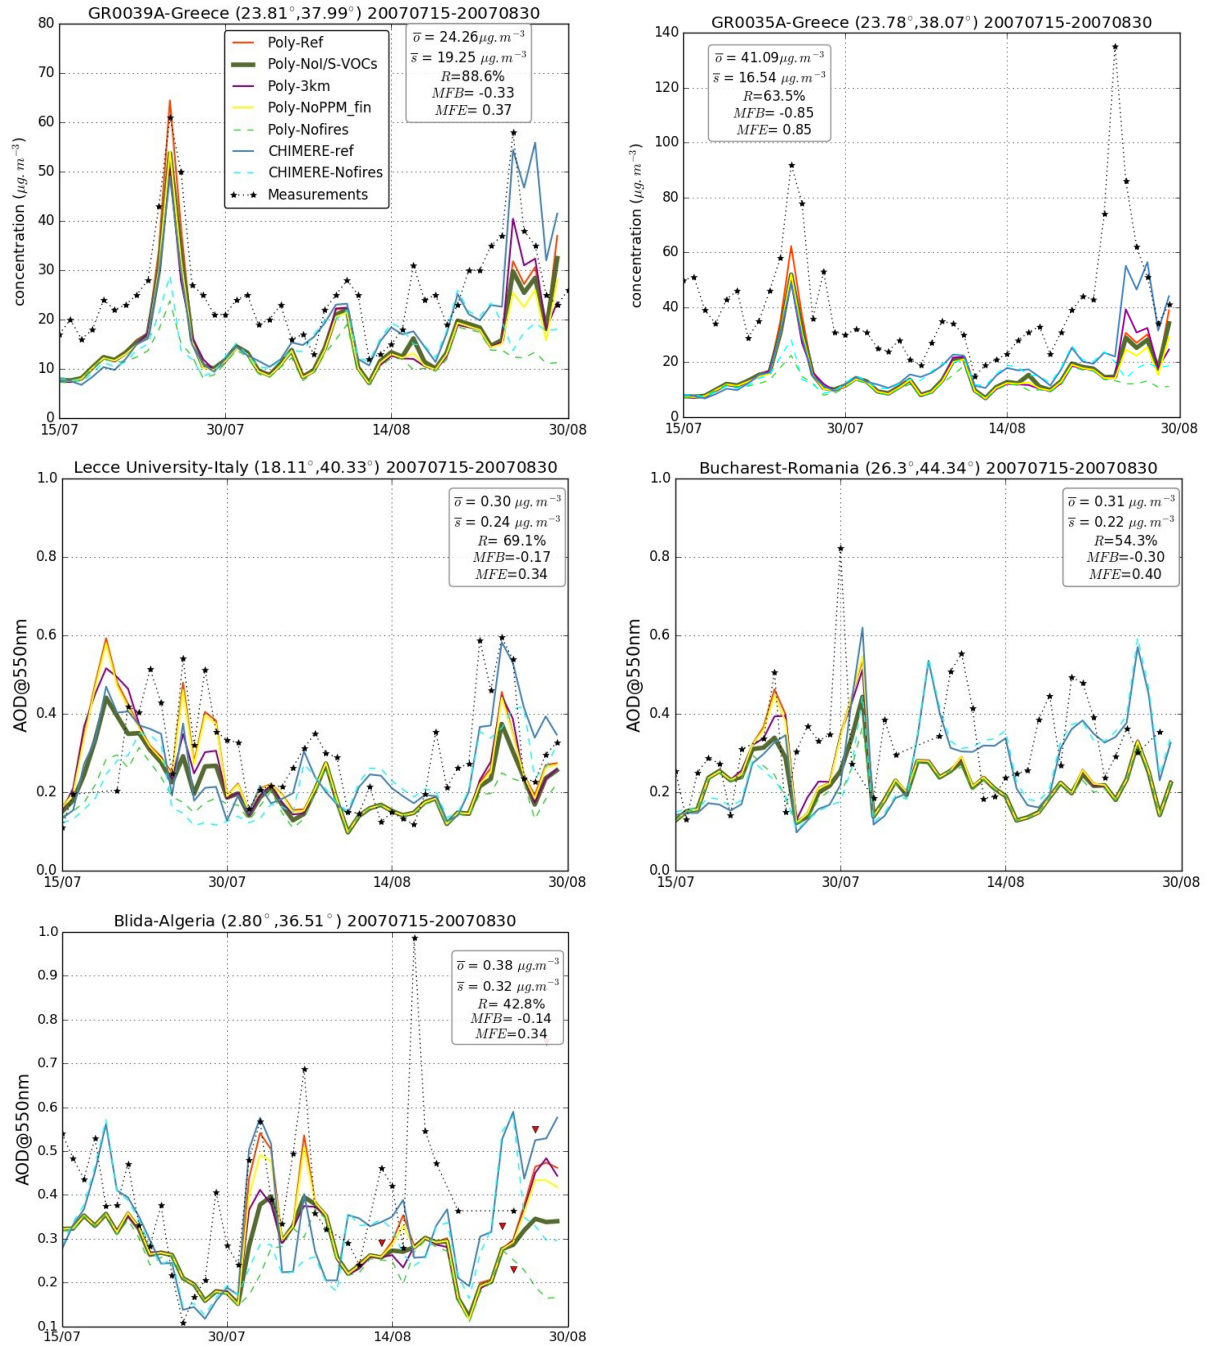 GR0039A-Greece (23.81°,37.99°) 20070715-20070830
concentration (μg.m⁻³)
80
70
60
50
40
30
20
10
0
15/07
30/07
14/08
30/08
Poly-Ref
Poly-NoI/S-VOCs
Poly-3km
Poly-NoPPM_fin
Poly-Nofires
CHIMERE-ref
CHIMERE-Nofires
Measurements
o̅ = 24.26μg.m⁻³
s̅ = 19.25 μg.m⁻³
R=88.6%
MFB= -0.33
MFE= 0.37
GR0035A-Greece (23.78°,38.07°) 20070715-20070830
concentration (μg.m⁻³)
140
120
100
80
60
40
20
0
15/07
30/07
14/08
30/08
o̅ = 41.09μg.m⁻³
s̅ = 16.54 μg.m⁻³
R=63.5%
MFB= -0.85
MFE= 0.85
Lecce University-Italy (18.11°,40.33°) 20070715-20070830
AOD@550nm
1.0
0.8
0.6
0.4
0.2
0.0
15/07
30/07
14/08
30/08
o̅ = 0.30 μg.m⁻³
s̅ = 0.24 μg.m⁻³
R= 69.1%
MFB=-0.17
MFE=0.34
Bucharest-Romania (26.3°,44.34°) 20070715-20070830
AOD@550nm
1.0
0.8
0.6
0.4
0.2
0.0
15/07
30/07
14/08
30/08
o̅ = 0.31 μg.m⁻³
s̅ = 0.22 μg.m⁻³
R=54.3%
MFB=-0.30
MFE=0.40
Blida-Algeria (2.80°,36.51°) 20070715-20070830
AOD@550nm
1.0
0.9
0.8
0.7
0.6
0.5
0.4
0.3
0.2
0.1
15/07
30/07
14/08
30/08
o̅ = 0.38 μg.m⁻³
s̅ = 0.32 μg.m⁻³
R= 42.8%
MFB= -0.14
MFE=0.34